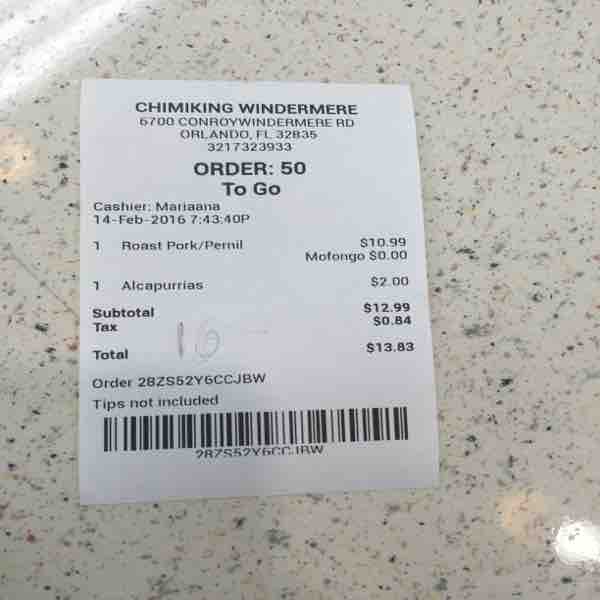 CHIMIKING WINDERMERE
6700 CONROYWINDERMERE RD
ORLANDO, FL 32835
3217323933
ORDER: 50
To Go
Cashier: Mariaana
14-Feb-2016 7:43:40P
1 Roast Pork/Pernil $10.99
Mofongo $0.00
1 Alcapurrias $2.00
Subtotal $12.99
Tax $0.84
16
Total $13.83
Order 28ZS52Y6CCJBW
Tips not included
28ZS52Y6CCJBW